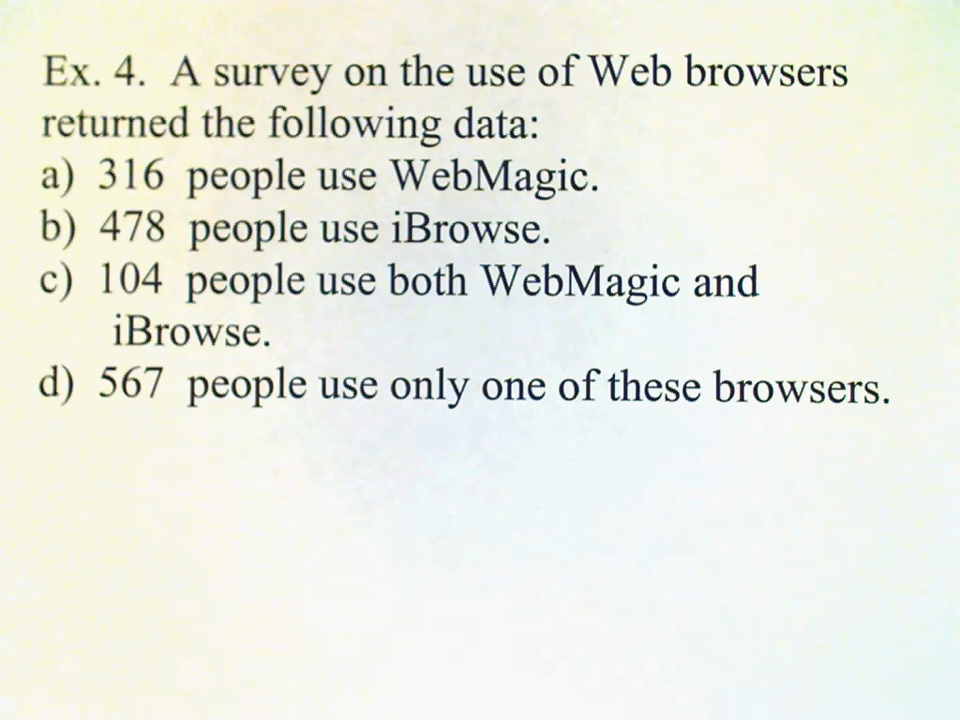 Ex. 4. A survey on the use of Web browsers
returned the following data:
a) 316 people use WebMagic.
b) 478 people use iBrowse.
c) 104 people use both WebMagic and
iBrowse.
d) 567 people use only one of these browsers.